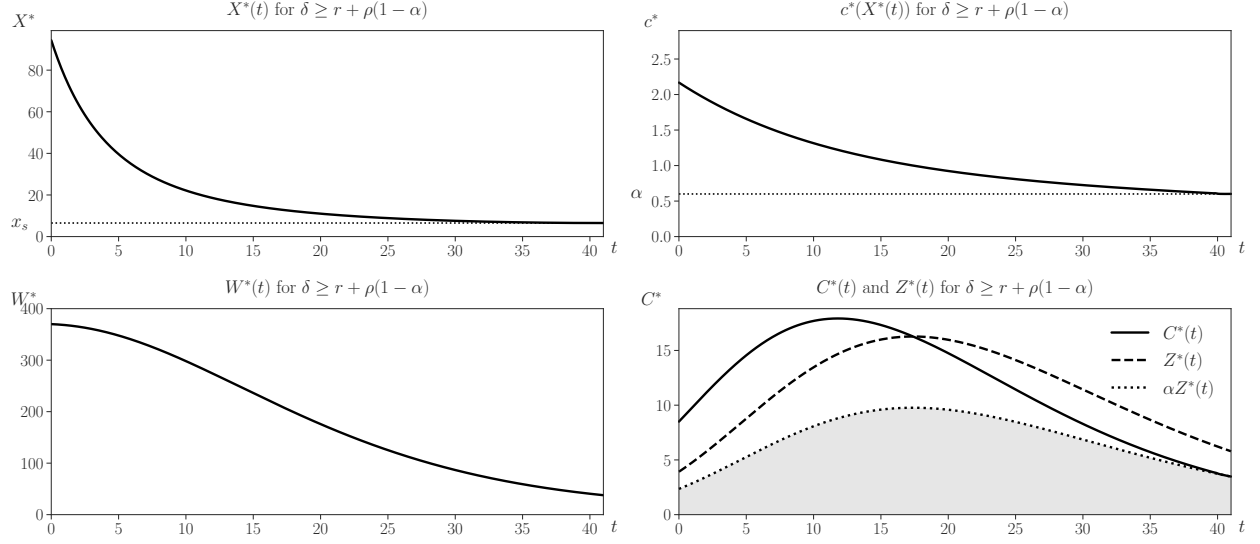 X*(t) for δ ≥ r + ρ(1 − α)
X*
80
60
40
20
x_s
0
0 5 10 15 20 25 30 35 40 t
c*(X*(t)) for δ ≥ r + ρ(1 − α)
c*
2.5
2.0
1.5
1.0
α
0.5
0.0
0 5 10 15 20 25 30 35 40 t
W*(t) for δ ≥ r + ρ(1 − α)
W*
400
300
200
100
0
0 5 10 15 20 25 30 35 40 t
C*(t) and Z*(t) for δ ≥ r + ρ(1 − α)
C*
15
10
5
0
C*(t)
Z*(t)
αZ*(t)
0 5 10 15 20 25 30 35 40 t